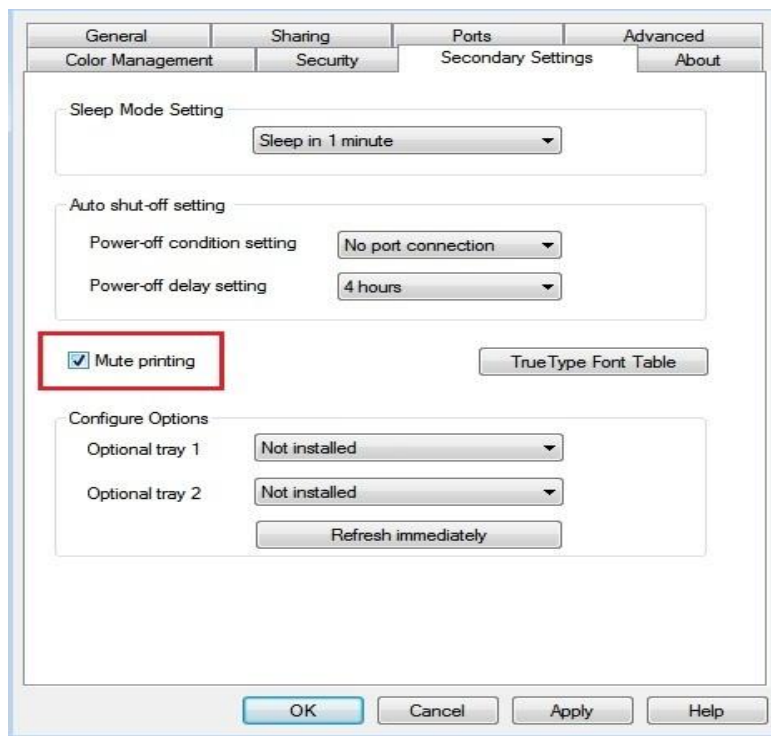 General Sharing Ports Advanced
Color Management Security Secondary Settings About
Sleep Mode Setting
Sleep in 1 minute
Auto shut-off setting
Power-off condition setting No port connection
Power-off delay setting 4 hours
Mute printing TrueType Font Table
Configure Options
Optional tray 1 Not installed
Optional tray 2 Not installed
Refresh immediately
OK Cancel Apply Help